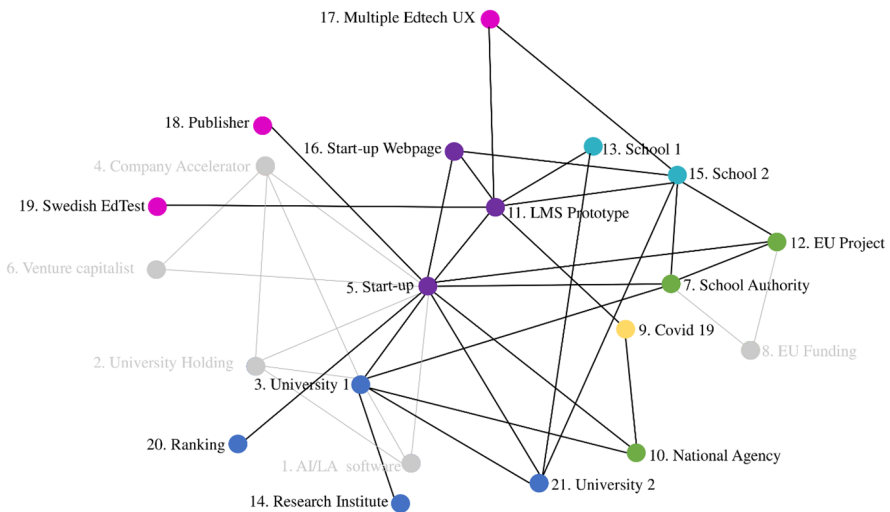 17. Multiple Edtech UX
18. Publisher
16. Start-up Webpage
13. School 1
4. Company Accelerator
15. School 2
19. Swedish EdTest
11. LMS Prototype
12. EU Project
6. Venture capitalist
5. Start-up
7. School Authority
9. Covid 19
8. EU Funding
2. University Holding
3. University 1
20. Ranking
10. National Agency
1. AI/LA software
21. University 2
14. Research Institute